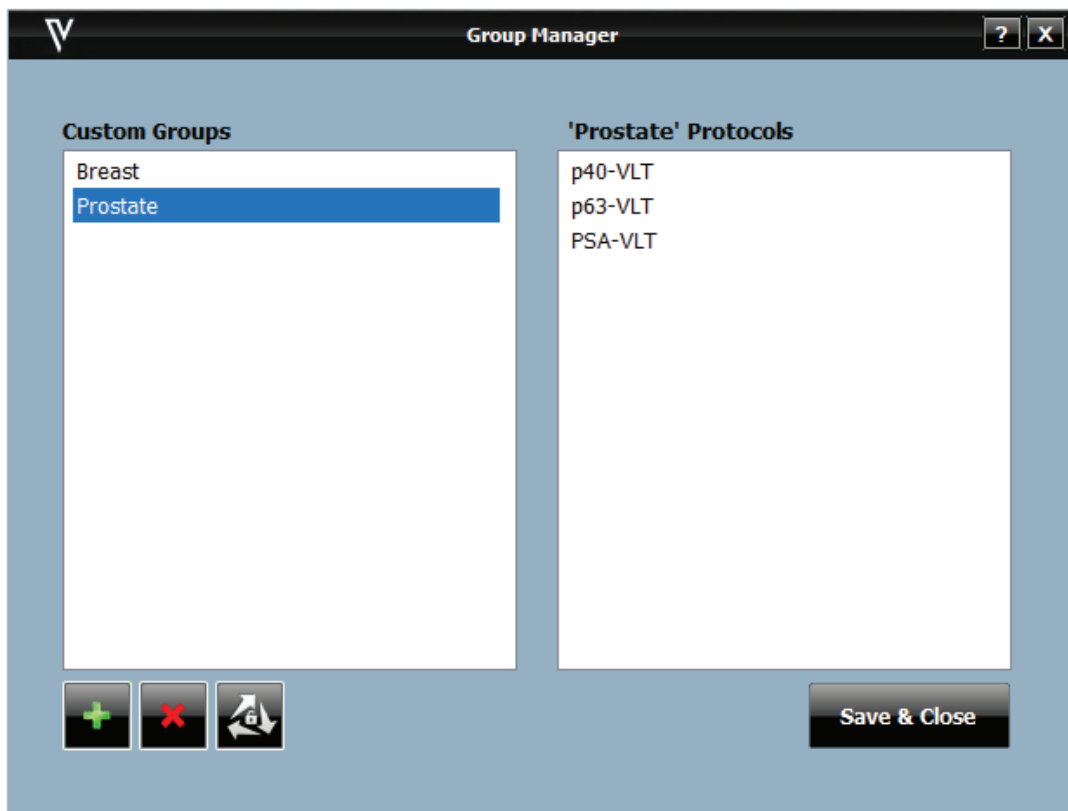 Group Manager
? X
Custom Groups
Breast
Prostate
'Prostate' Protocols
p40-VLT
p63-VLT
PSA-VLT
Save & Close